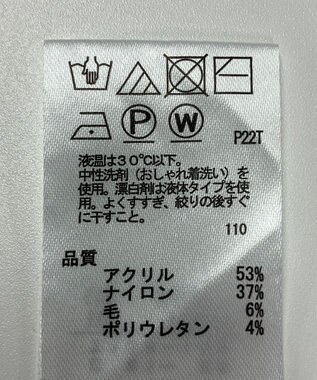 P W P22T
液温は30℃以下。
中性洗剤（おしゃれ着洗い）を
使用。漂白剤は液体タイプを使
用。よくすすぎ、絞りの後すぐ
に干すこと。
110
品質
アクリル 53%
ナイロン 37%
毛 6%
ポリウレタン 4%